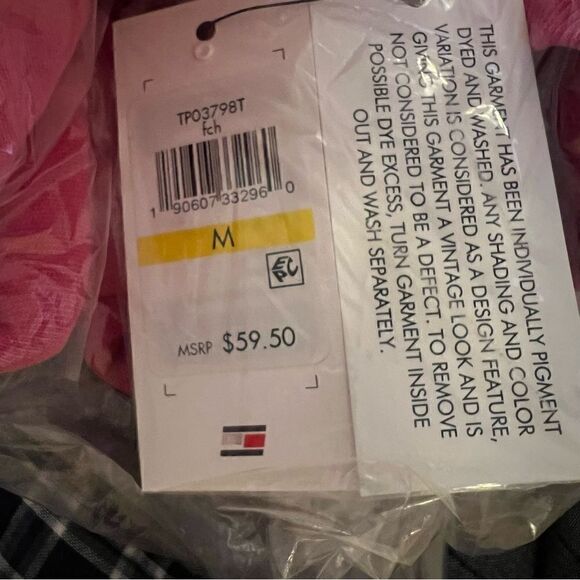 TP03798T
fch
1 90607 33296 0
M
EPC
MSRP $59.50
THIS GARMENT HAS BEEN INDIVIDUALLY PIGMENT
DYED AND WASHED. ANY SHADING AND COLOR
VARIATION IS CONSIDERED AS A DESIGN FEATURE,
GIVING THIS GARMENT A VINTAGE LOOK AND IS
NOT CONSIDERED TO BE A DEFECT. TO REMOVE
POSSIBLE DYE EXCESS, TURN GARMENT INSIDE
OUT AND WASH SEPARATELY.